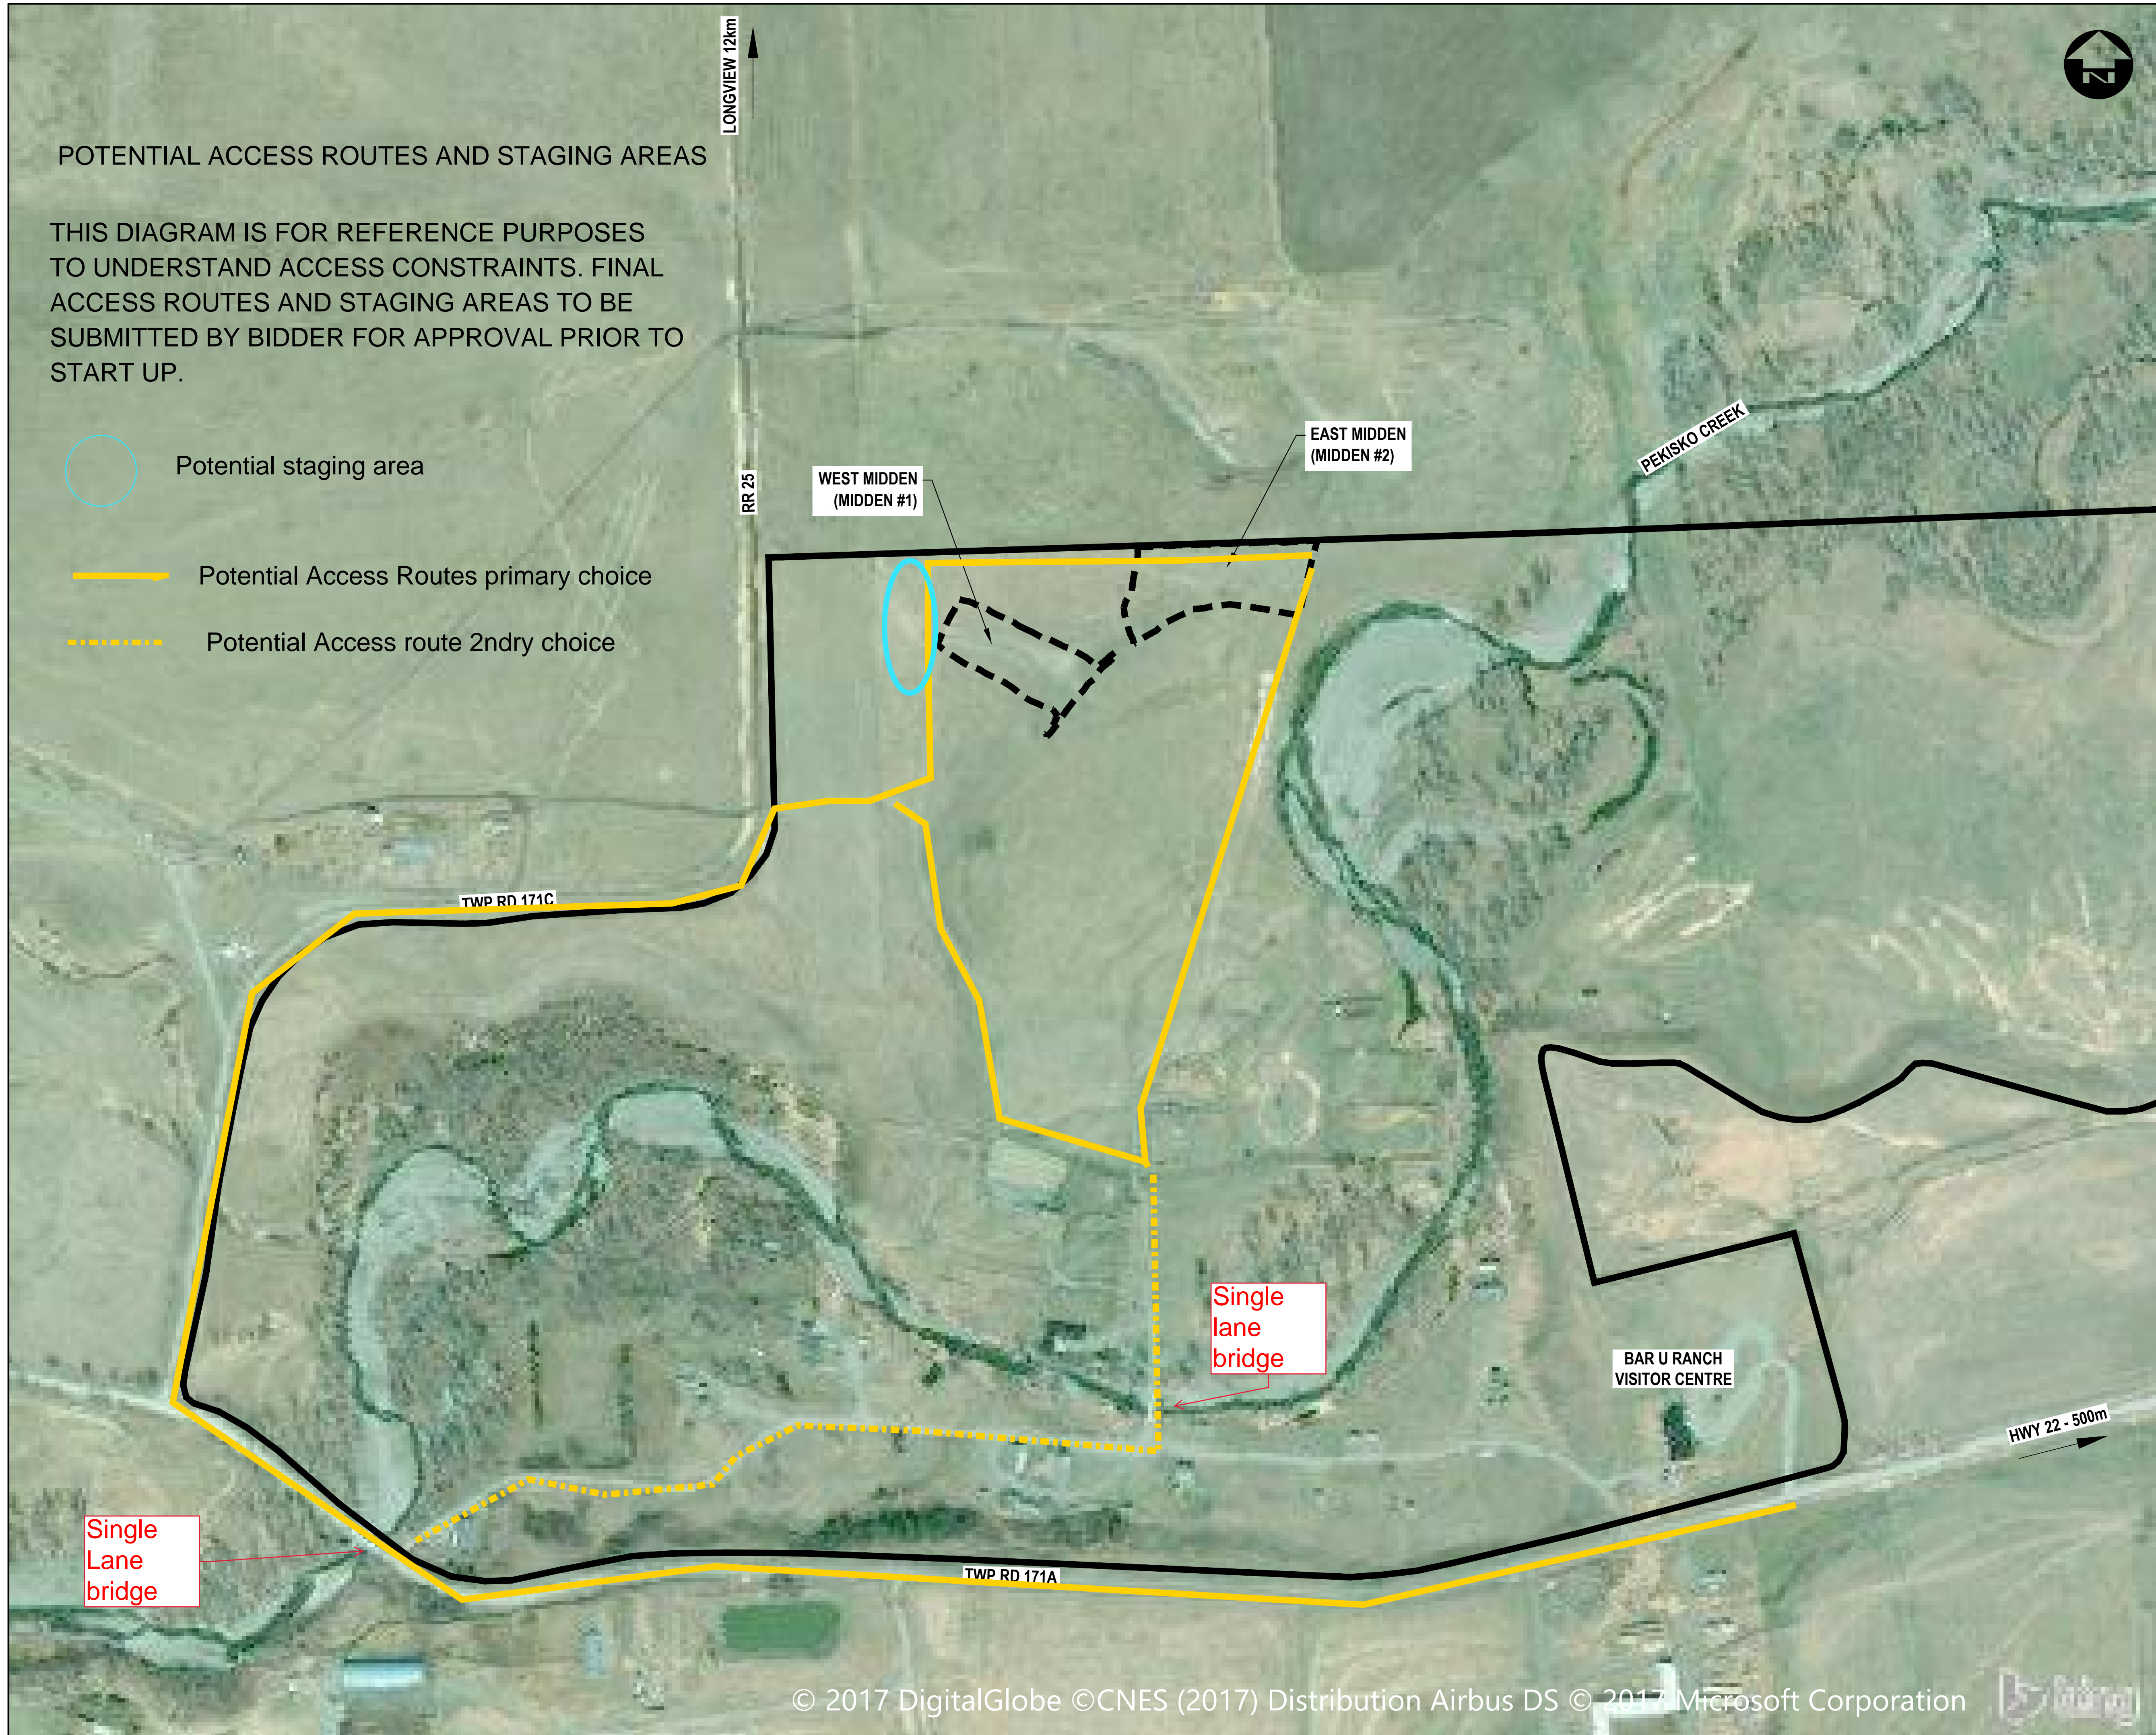 LONGVIEW 12km
N
POTENTIAL ACCESS ROUTES AND STAGING AREAS
THIS DIAGRAM IS FOR REFERENCE PURPOSES
TO UNDERSTAND ACCESS CONSTRAINTS. FINAL
ACCESS ROUTES AND STAGING AREAS TO BE
SUBMITTED BY BIDDER FOR APPROVAL PRIOR TO
START UP.
Potential staging area
Potential Access Routes primary choice
Potential Access route 2ndry choice
RR 25
WEST MIDDEN
(MIDDEN #1)
EAST MIDDEN
(MIDDEN #2)
PEKISKO CREEK
TWP RD 171C
Single
lane
bridge
BAR U RANCH
VISITOR CENTRE
HWY 22 - 500m
Single
Lane
bridge
TWP RD 171A
© 2017 DigitalGlobe ©CNES (2017) Distribution Airbus DS © 2017 Microsoft Corporation
bing